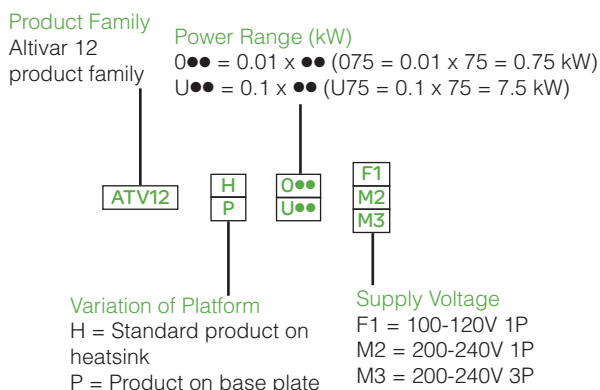 Product Family
Altivar 12
product family
Power Range (kW)
0●● = 0.01 x ●● (075 = 0.01 x 75 = 0.75 kW)
U●● = 0.1 x ●● (U75 = 0.1 x 75 = 7.5 kW)
ATV12
H
P
0●●
U●●
F1
M2
M3
Variation of Platform
H = Standard product on
heatsink
P = Product on base plate
Supply Voltage
F1 = 100-120V 1P
M2 = 200-240V 1P
M3 = 200-240V 3P